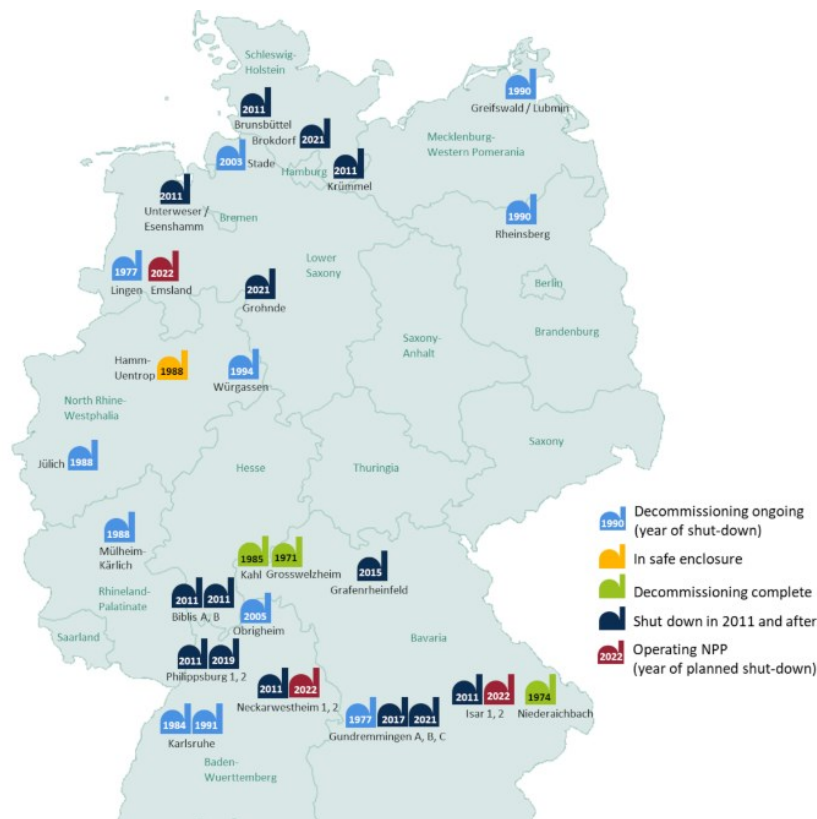 Schleswig-
Holstein
1990
Greifswald / Lubmin
2011
Brunsbüttel
Brokdorf
2021
Mecklenburg-
Western Pomerania
2003
Stade
Hamburg
2011
Krümmel
2011
Unterweser /
Esenshamm
Bremen
1990
Rheinsberg
1977
2022
Lingen
Emsland
Lower
Saxony
2021
Grohnde
Berlin
Brandenburg
Saxony-
Anhalt
Hamm-
Uentrop
1988
1994
Würgassen
North Rhine-
Westphalia
Jülich
1988
Hesse
Thuringia
Saxony
1988
Mülheim-
Kärlich
1985
1971
Kahl
Grosswelzheim
2015
Grafenrheinfeld
Rhineland-
Palatinate
2011
2011
Biblis A, B
2005
Obrigheim
Saarland
Bavaria
2011
2019
Philippsburg 1, 2
2011
2022
Neckarwestheim 1, 2
2011
2022
Isar 1, 2
1974
Niederaichbach
1984
1991
Karlsruhe
1977
2017
2021
Gundremmingen A, B, C
Baden-
Wuerttemberg
1990
Decommissioning ongoing
(year of shut-down)
In safe enclosure
Decommissioning complete
Shut down in 2011 and after
2022
Operating NPP
(year of planned shut-down)